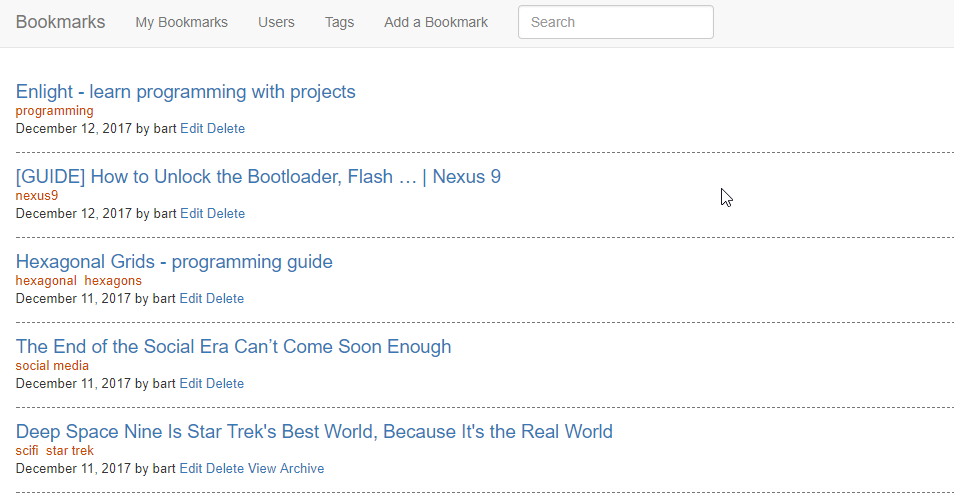 Bookmarks My Bookmarks Users Tags Add a Bookmark Search
Enlight - learn programming with projects
programming
December 12, 2017 by bart Edit Delete
[GUIDE] How to Unlock the Bootloader, Flash … | Nexus 9
nexus9
December 12, 2017 by bart Edit Delete
Hexagonal Grids - programming guide
hexagonal hexagons
December 11, 2017 by bart Edit Delete
The End of the Social Era Can’t Come Soon Enough
social media
December 11, 2017 by bart Edit Delete
Deep Space Nine Is Star Trek's Best World, Because It's the Real World
scifi star trek
December 11, 2017 by bart Edit Delete View Archive